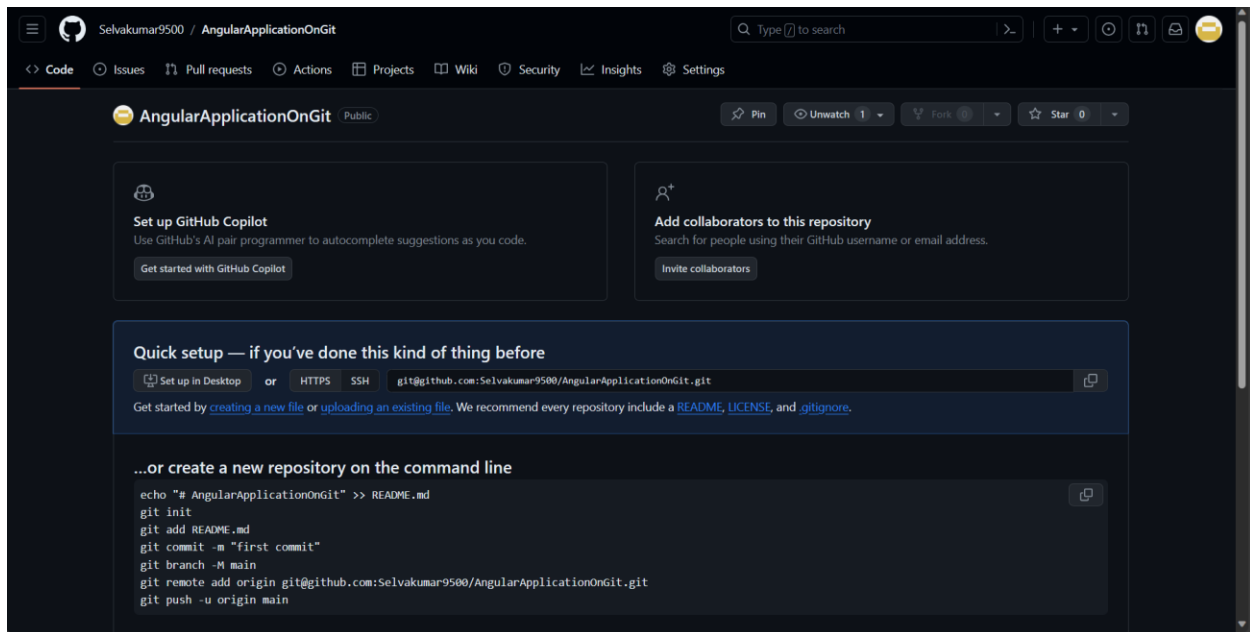 Selvakumar9500 / AngularApplicationOnGit
Type / to search
Code Issues Pull requests Actions Projects Wiki Security Insights Settings
AngularApplicationOnGit Public
Pin Unwatch 1 Fork 0 Star 0
Set up GitHub Copilot
Use GitHub's AI pair programmer to autocomplete suggestions as you code.
Get started with GitHub Copilot
Add collaborators to this repository
Search for people using their GitHub username or email address.
Invite collaborators
Quick setup — if you've done this kind of thing before
Set up in Desktop or HTTPS SSH git@github.com:Selvakumar9500/AngularApplicationOnGit.git
Get started by creating a new file or uploading an existing file. We recommend every repository include a README, LICENSE, and .gitignore.
...or create a new repository on the command line
echo "# AngularApplicationOnGit" >> README.md
git init
git add README.md
git commit -m "first commit"
git branch -M main
git remote add origin git@github.com:Selvakumar9500/AngularApplicationOnGit.git
git push -u origin main